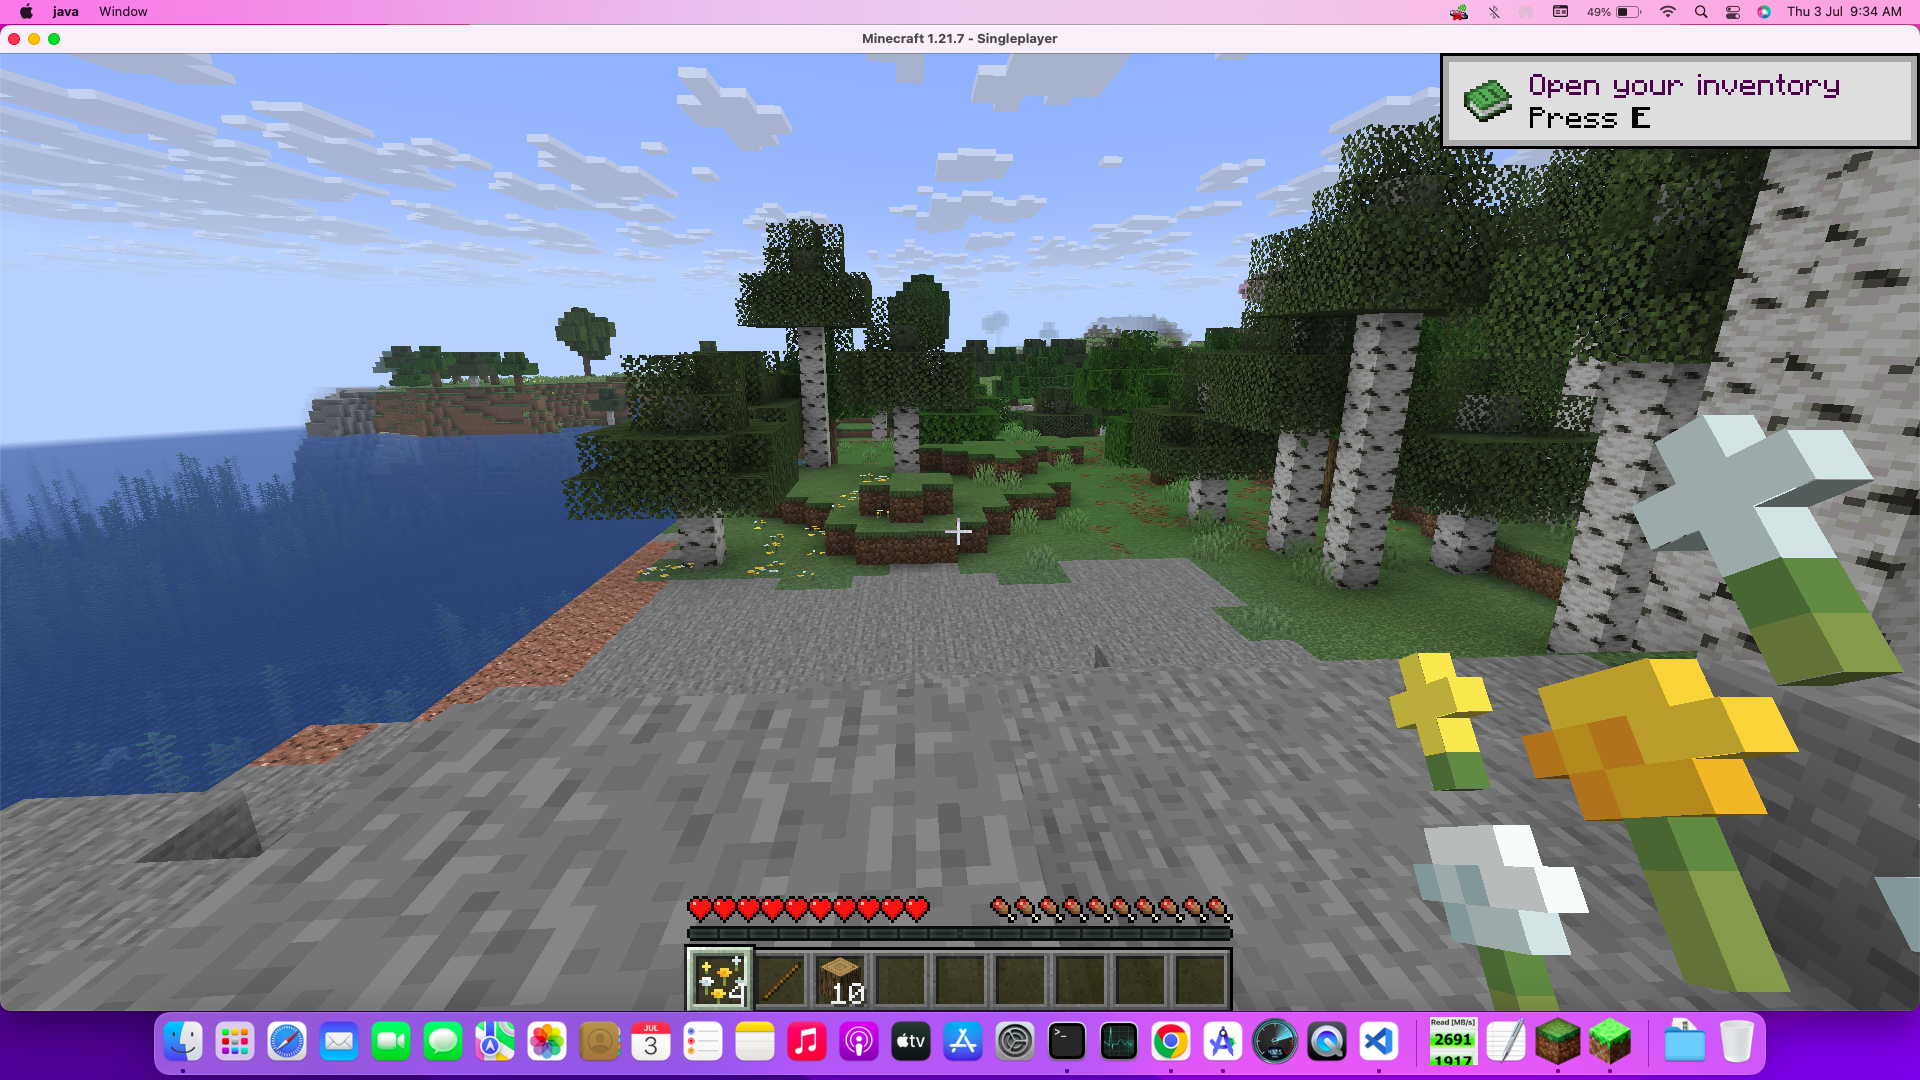 java Window 49% Thu 3 Jul 9:34 AM
Minecraft 1.21.7 - Singleplayer
Open your inventory
Press E
4 10
JUL
3
tv
Read [MB/s]
2691
1917